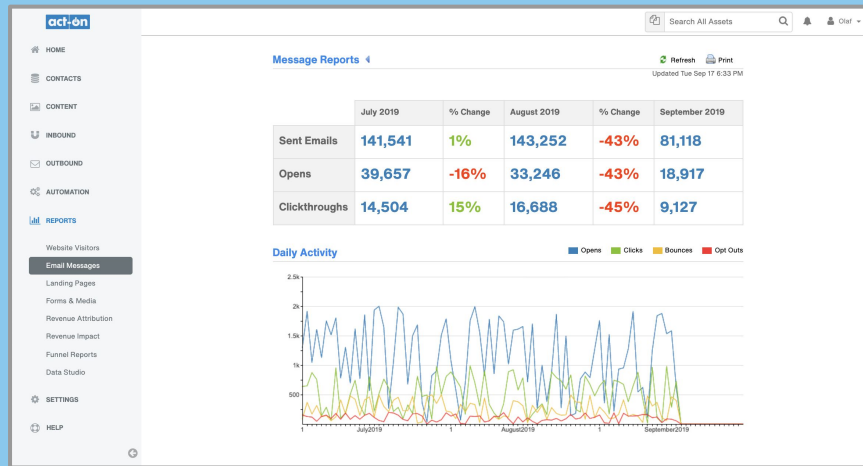 act-on
Search All Assets
Olaf
HOME
CONTACTS
CONTENT
INBOUND
OUTBOUND
AUTOMATION
REPORTS
Website Visitors
Email Messages
Landing Pages
Forms & Media
Revenue Attribution
Revenue Impact
Funnel Reports
Data Studio
SETTINGS
HELP
Message Reports
Refresh Print
Updated Tue Sep 17 6:33 PM
July 2019 % Change August 2019 % Change September 2019
Sent Emails 141,541 1% 143,252 -43% 81,118
Opens 39,657 -16% 33,246 -43% 18,917
Clickthroughs 14,504 15% 16,688 -45% 9,127
Daily Activity
Opens Clicks Bounces Opt Outs
2.5k
2k
1.5k
1k
500
1 July2019 1 August2019 1 September2019